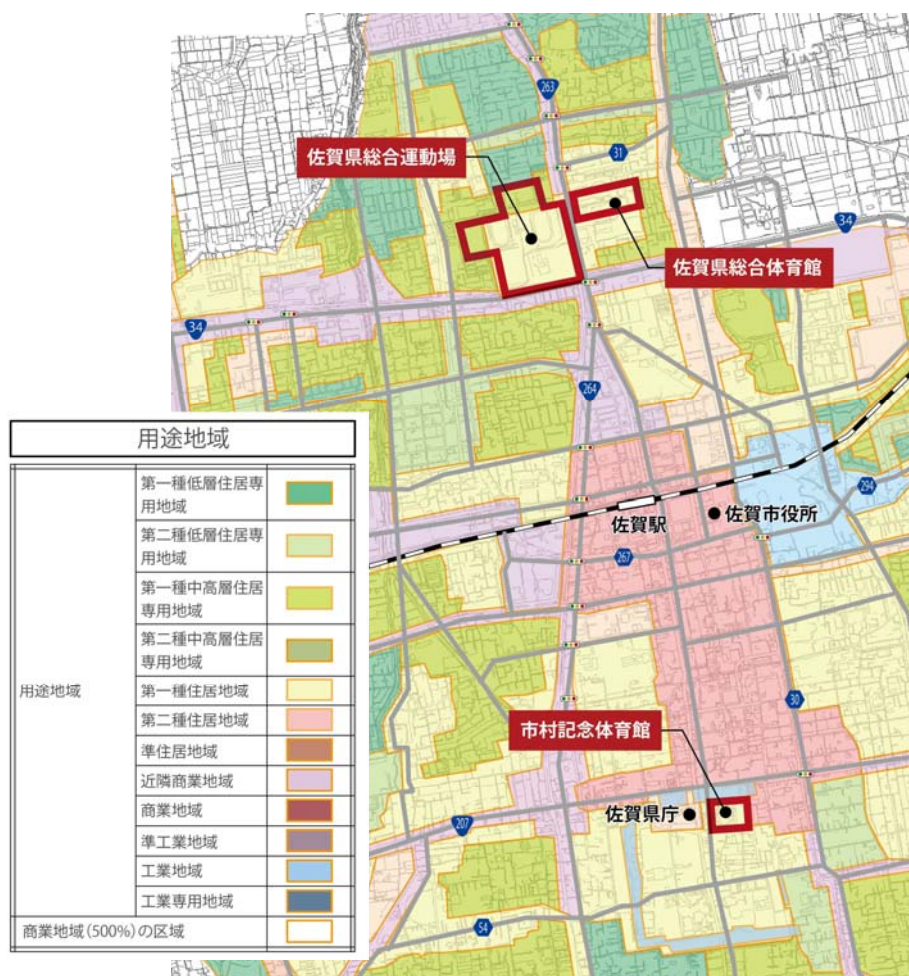 263
佐賀県総合運動場
31
34
佐賀県総合体育館
34
264
294
佐賀市役所
佐賀駅
267
30
市村記念体育館
佐賀県庁
207
54
用途地域
用途地域
第一種低層住居専
用地域
第二種低層住居専
用地域
第一種中高層住居
専用地域
第二種中高層住居
専用地域
第一種住居地域
第二種住居地域
準住居地域
近隣商業地域
商業地域
準工業地域
工業地域
工業専用地域
商業地域(500%)の区域